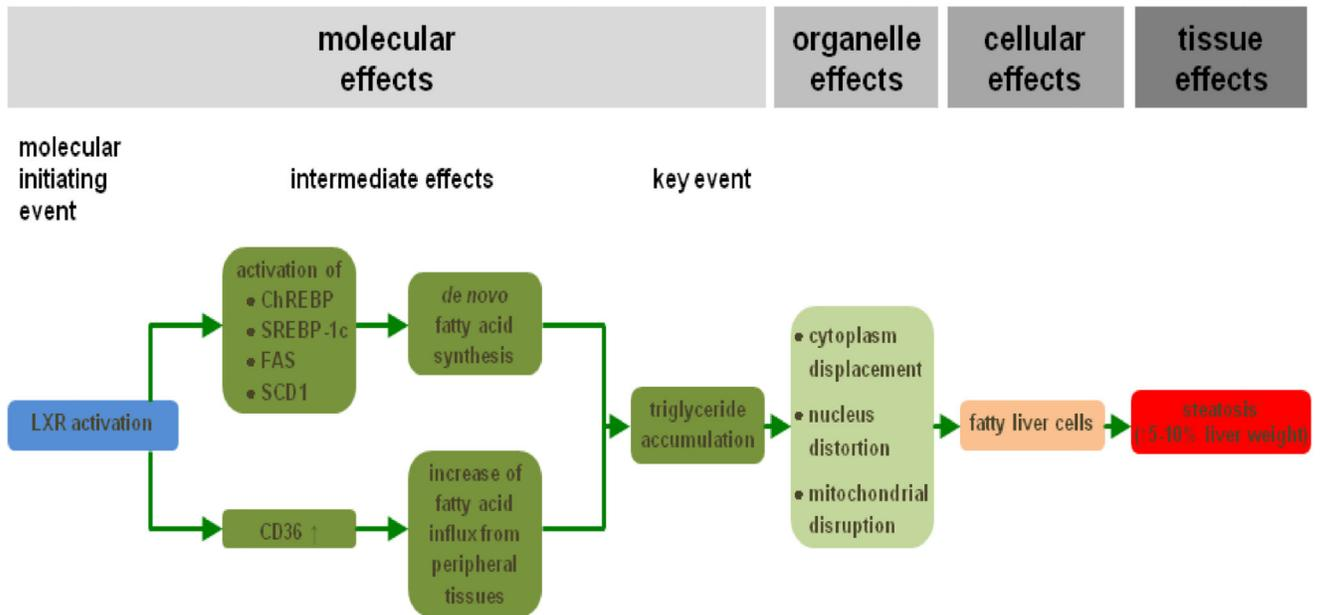 molecular
effects
organelle
effects
cellular
effects
tissue
effects
molecular
initiating
event
intermediate effects
key event
LXR activation
activation of
• ChREBP
• SREBP-1c
• FAS
• SCD1
de novo
fatty acid
synthesis
CD36 ↑
increase of
fatty acid
influx from
peripheral
tissues
triglyceride
accumulation
• cytoplasm
displacement
• nucleus
distortion
• mitochondrial
disruption
fatty liver cells
steatosis
(↑5-10% liver weight)